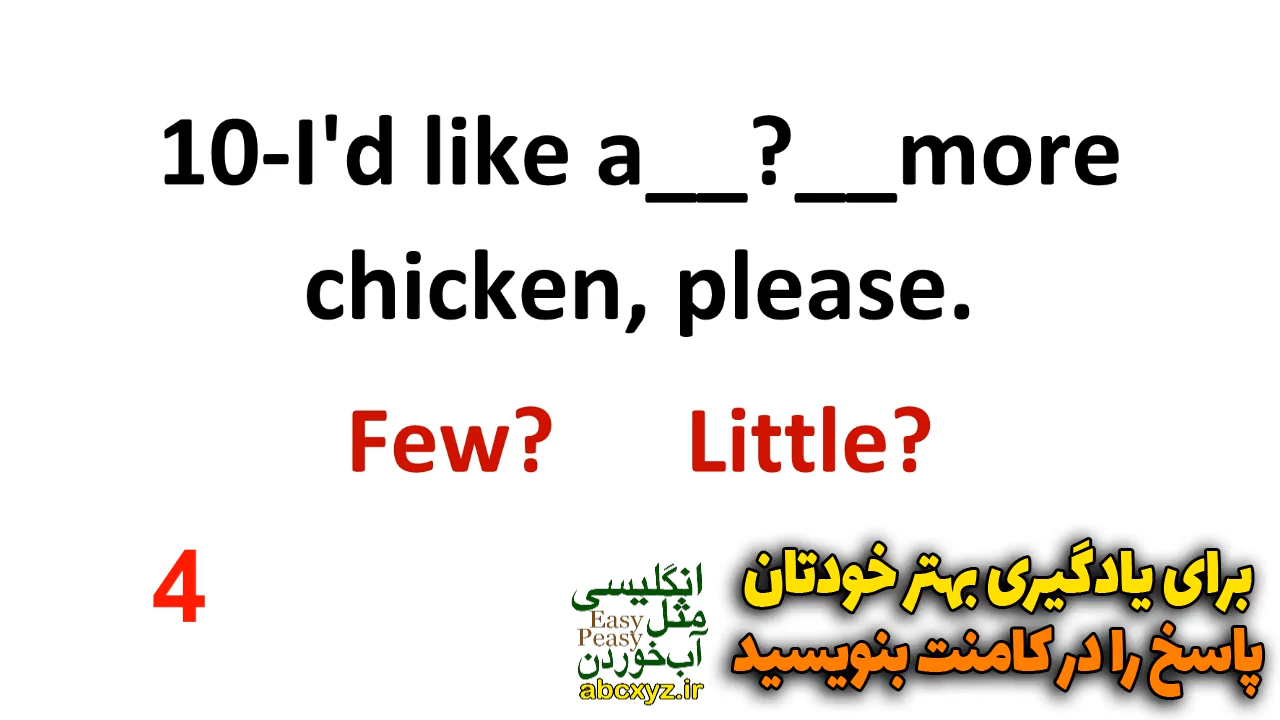 10-I'd like a__?__more
chicken, please.
Few? Little?
4
انگلیسی
مثل
Easy
Peasy
آب‌خوردن
abcxyz.ir
برای یادگیری بهتر خودتان
پاسخ را در کامنت بنویسید